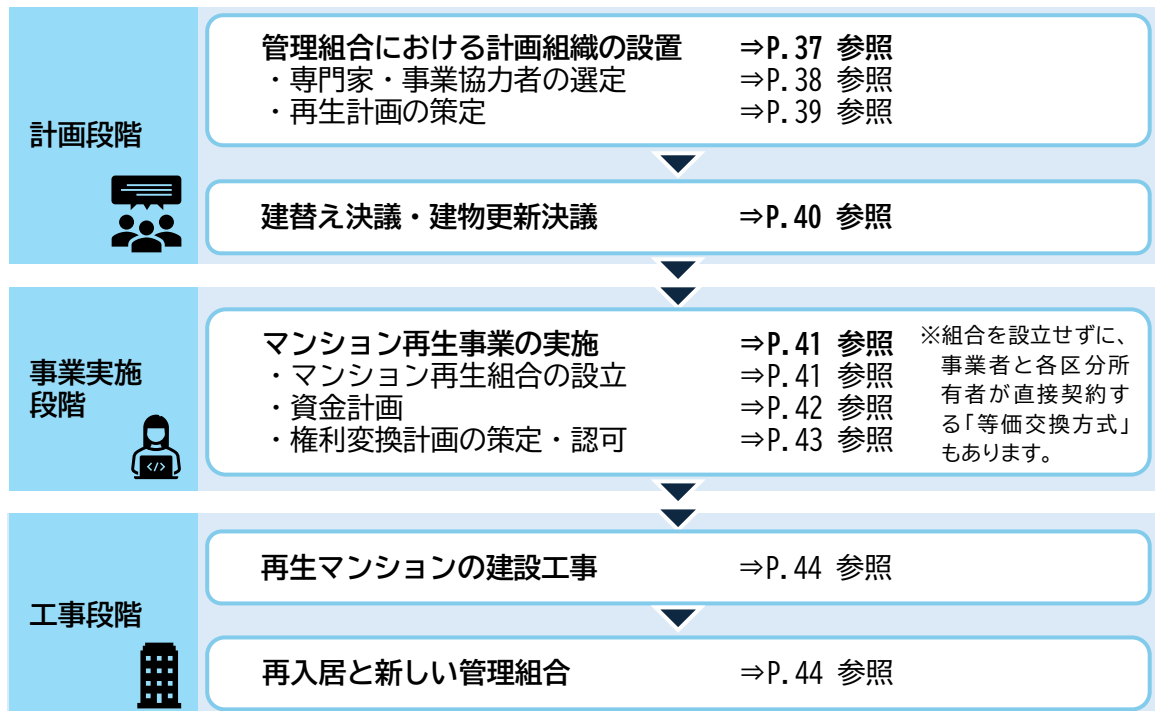 計画段階
管理組合における計画組織の設置 ⇒P.37 参照
・専門家・事業協力者の選定 ⇒P.38 参照
・再生計画の策定 ⇒P.39 参照
建替え決議・建物更新決議 ⇒P.40 参照
事業実施
段階
マンション再生事業の実施 ⇒P.41 参照
・マンション再生組合の設立 ⇒P.41 参照
・資金計画 ⇒P.42 参照
・権利変換計画の策定・認可 ⇒P.43 参照
※組合を設立せずに、
事業者と各区分所
有者が直接契約す
る「等価交換方式」
もあります。
</>
工事段階
再生マンションの建設工事 ⇒P.44 参照
再入居と新しい管理組合 ⇒P.44 参照